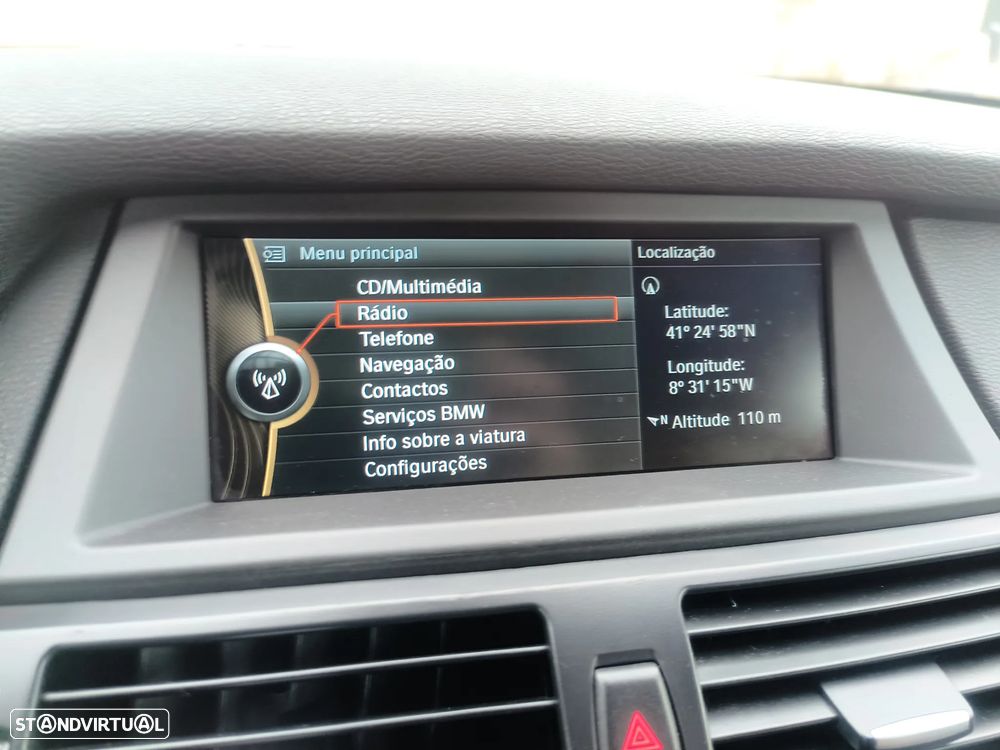 Menu principal
CD/Multimédia
Rádio
Telefone
Navegação
Contactos
Serviços BMW
Info sobre a viatura
Configurações
Localização
Latitude:
41° 24' 58"N
Longitude:
8° 31' 15"W
N Altitude 110 m
STANDVIRTUAL